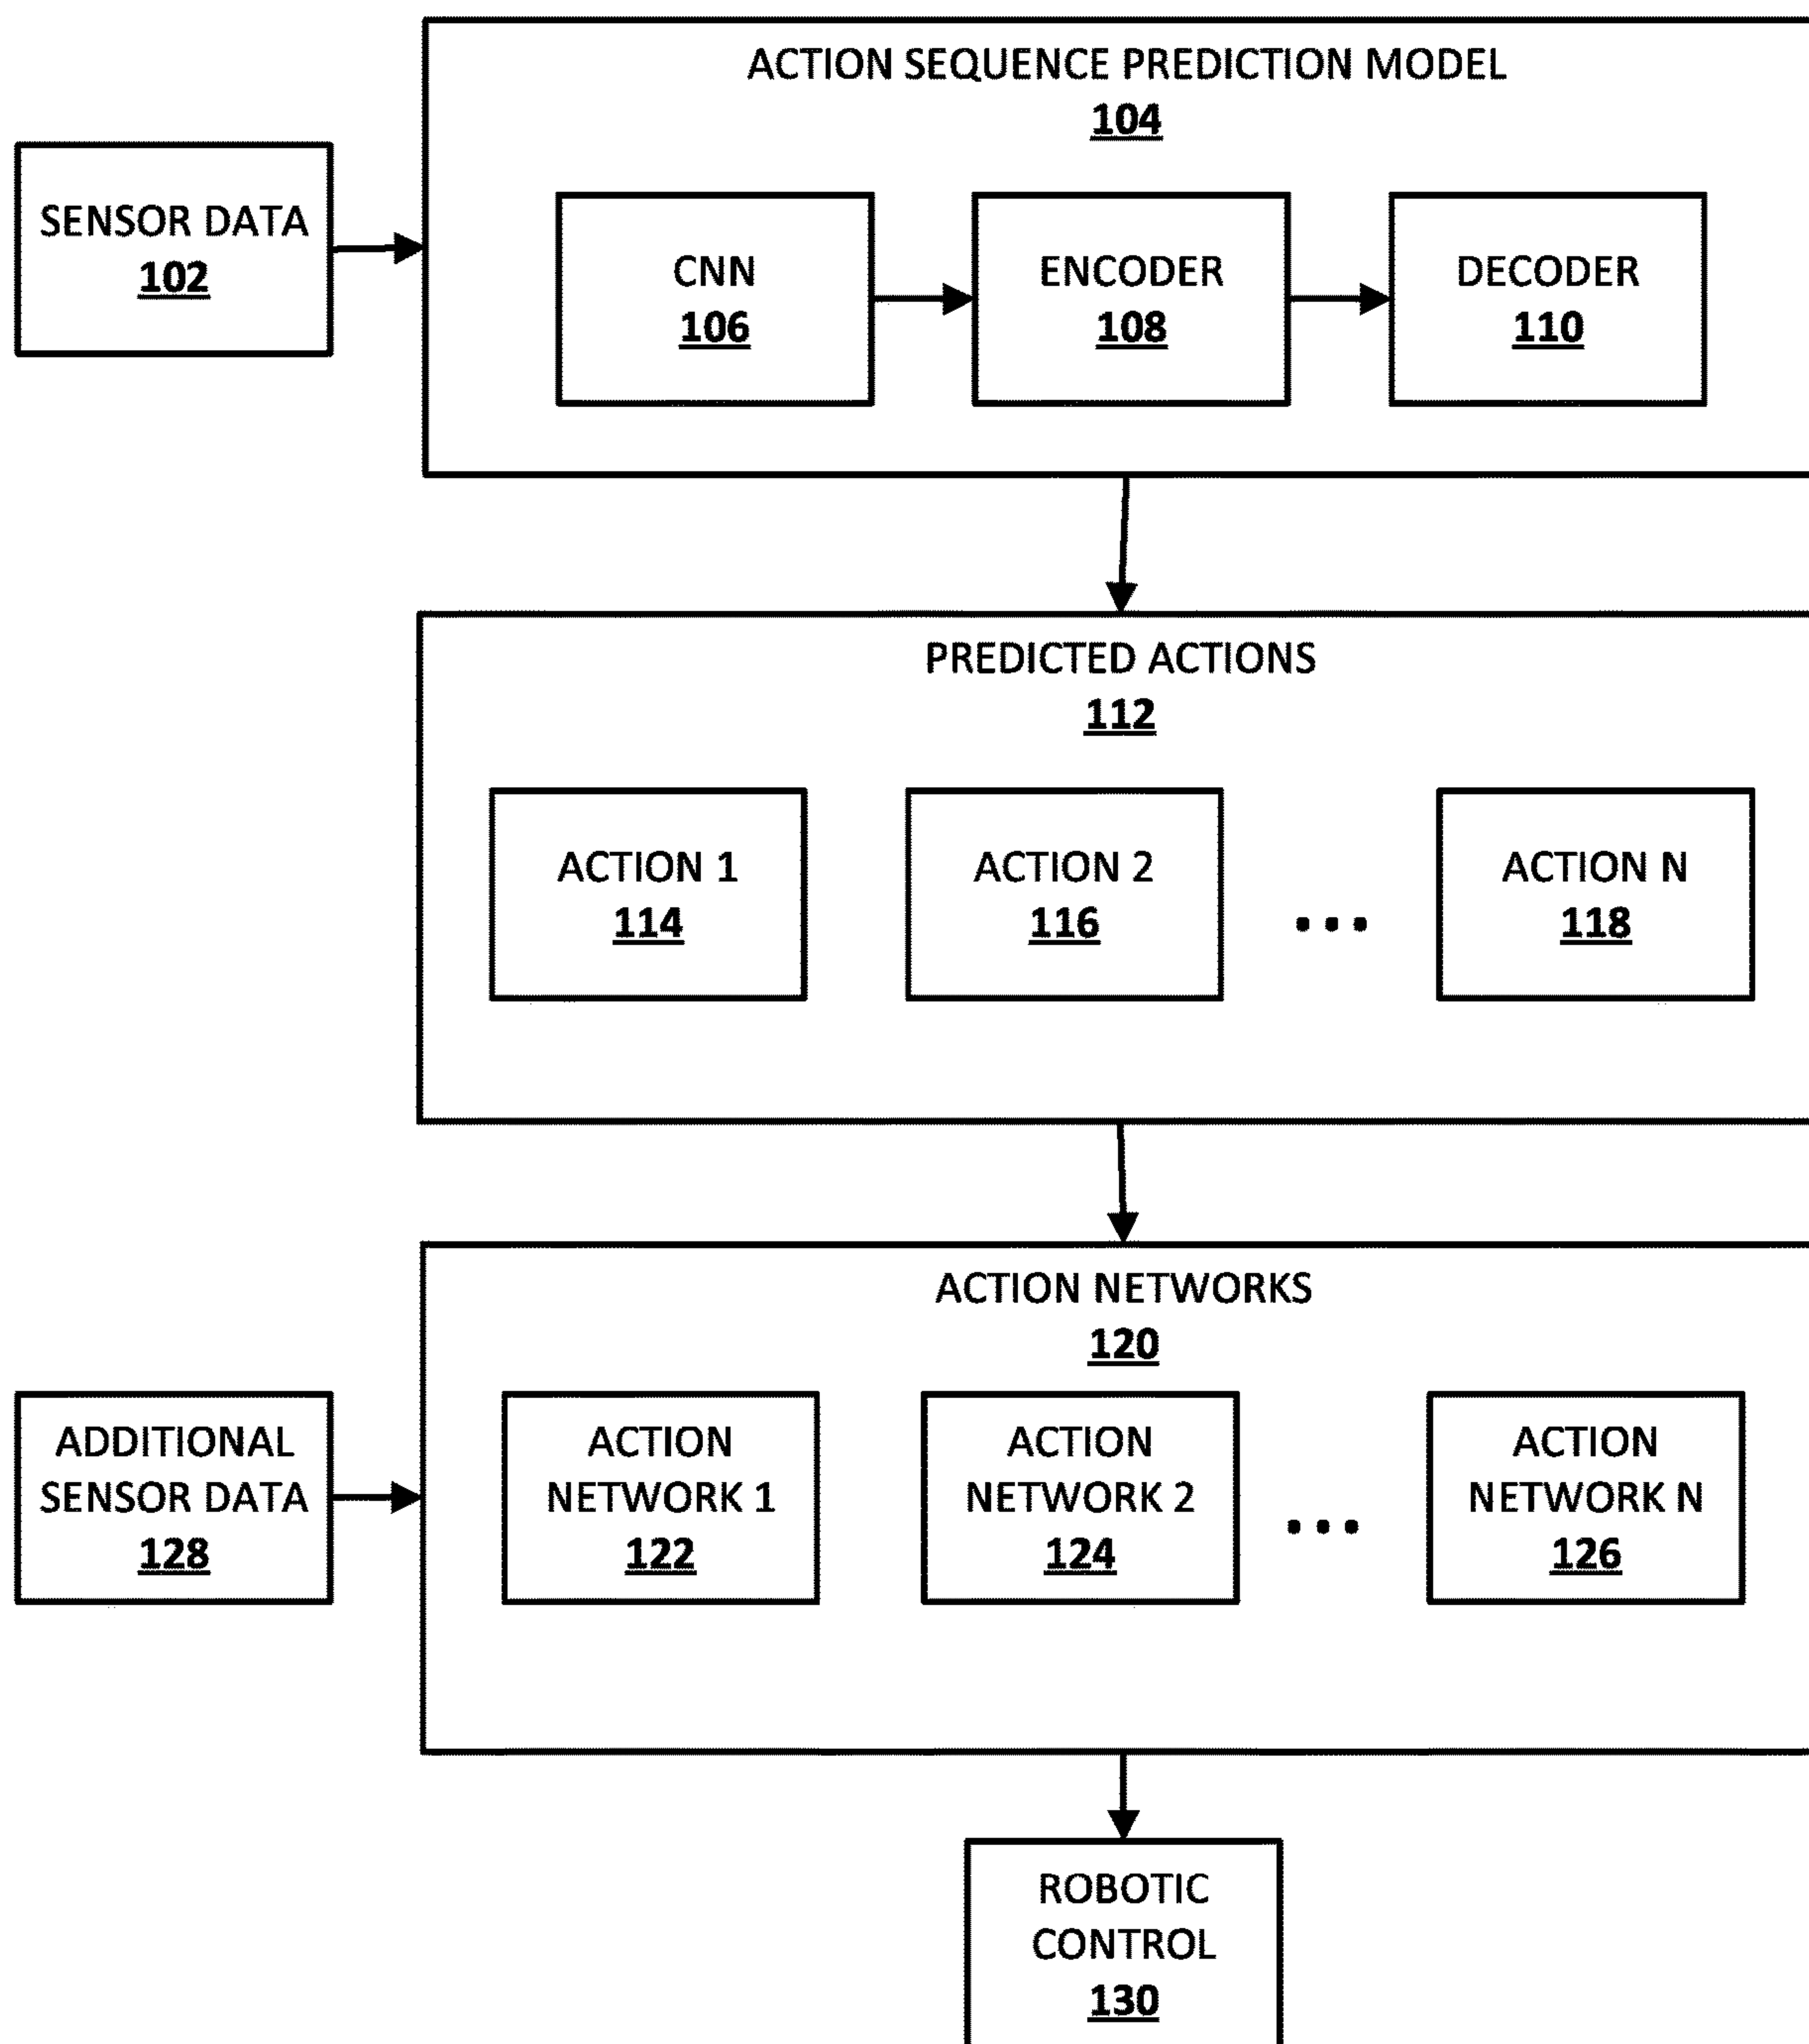 ACTION SEQUENCE PREDICTION MODEL
104
SENSOR DATA
102
CNN
106
ENCODER
108
DECODER
110
PREDICTED ACTIONS
112
ACTION 1
114
ACTION 2
116
...
ACTION N
118
ACTION NETWORKS
120
ADDITIONAL
SENSOR DATA
128
ACTION
NETWORK 1
122
ACTION
NETWORK 2
124
...
ACTION
NETWORK N
126
ROBOTIC
CONTROL
130